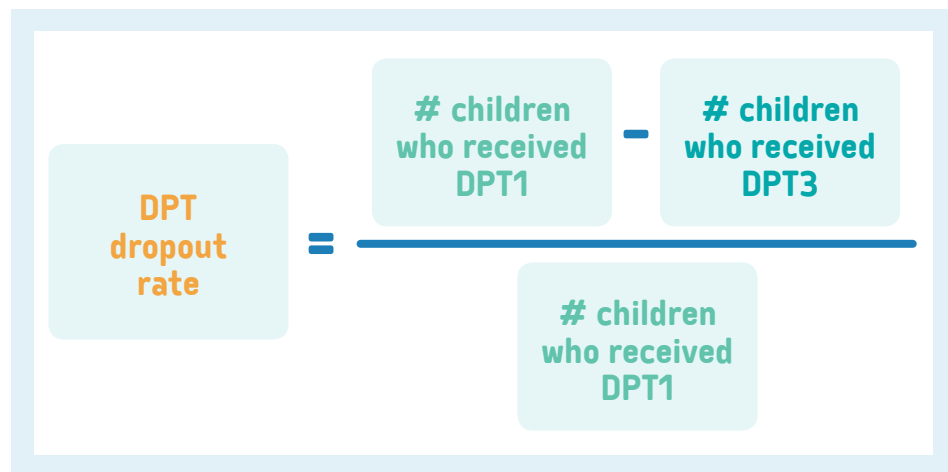 DPT
dropout
rate
=
# children
who received
DPT1
-
# children
who received
DPT3
# children
who received
DPT1